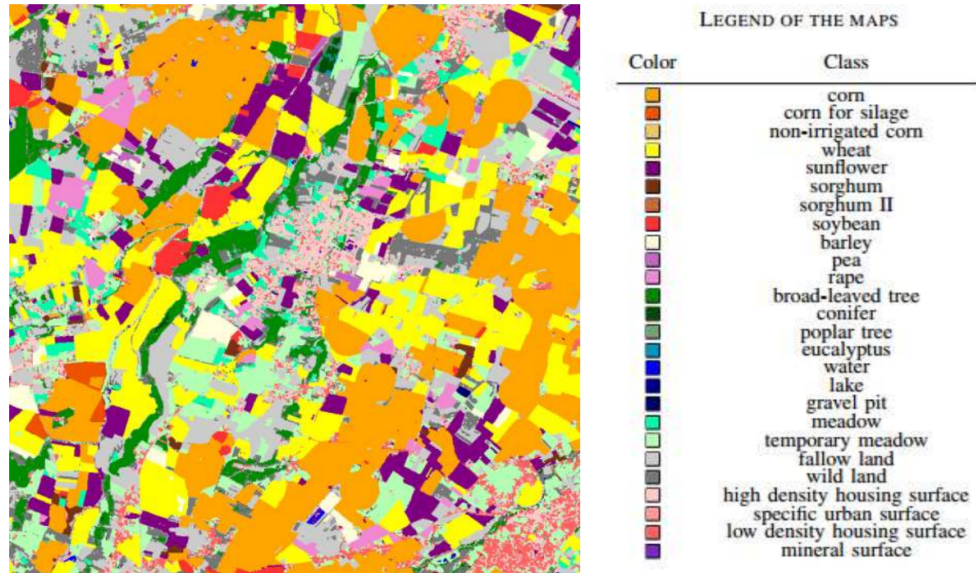 LEGEND OF THE MAPS
Color Class
corn
corn for silage
non-irrigated corn
wheat
sunflower
sorghum
sorghum II
soybean
barley
pea
rape
broad-leaved tree
conifer
poplar tree
eucalyptus
water
lake
gravel pit
meadow
temporary meadow
fallow land
wild land
high density housing surface
specific urban surface
low density housing surface
mineral surface